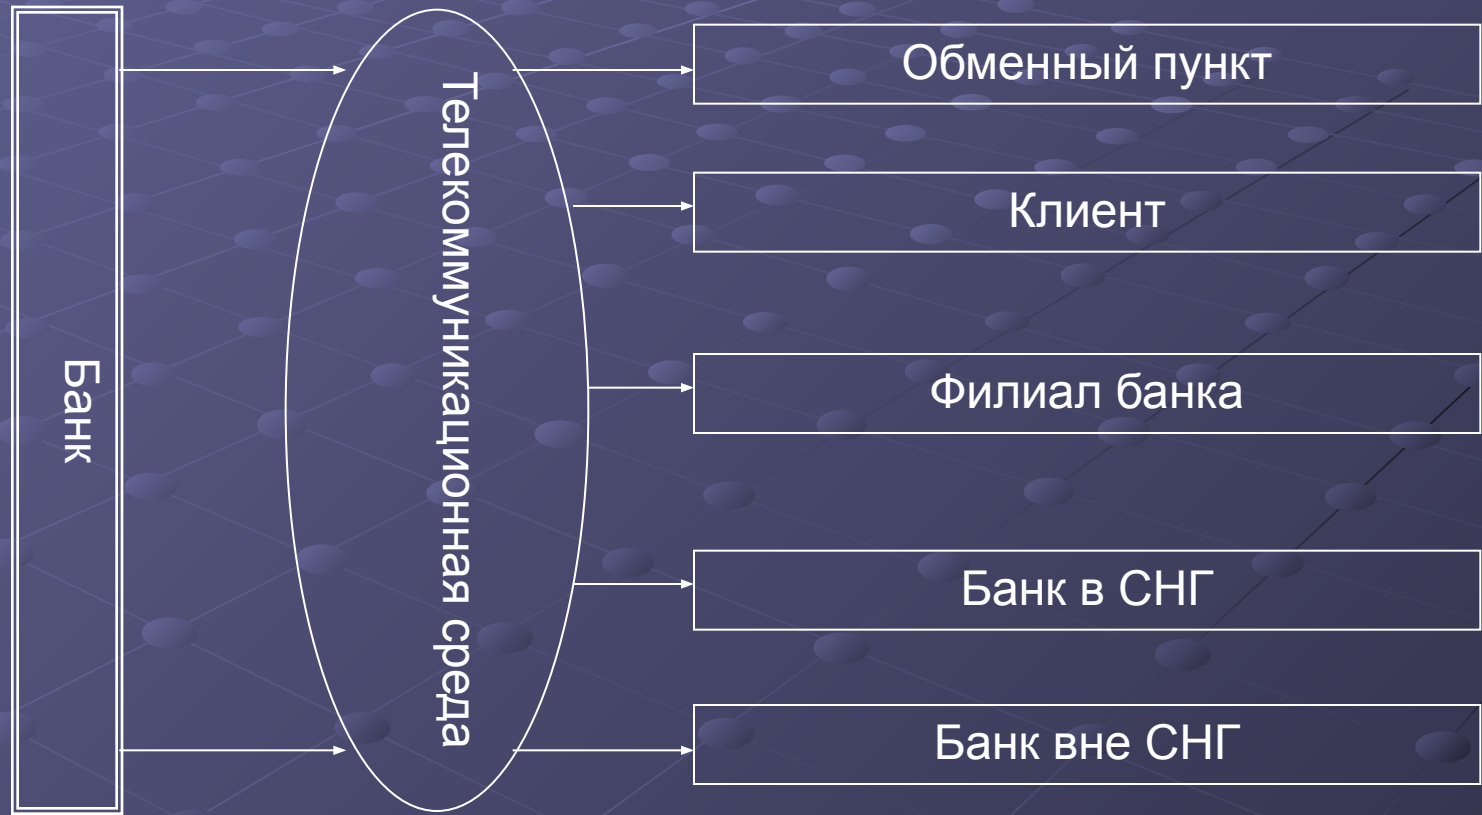 Банк
Телекоммуникационная среда
Обменный пункт
Клиент
Филиал банка
Банк в СНГ
Банк вне СНГ